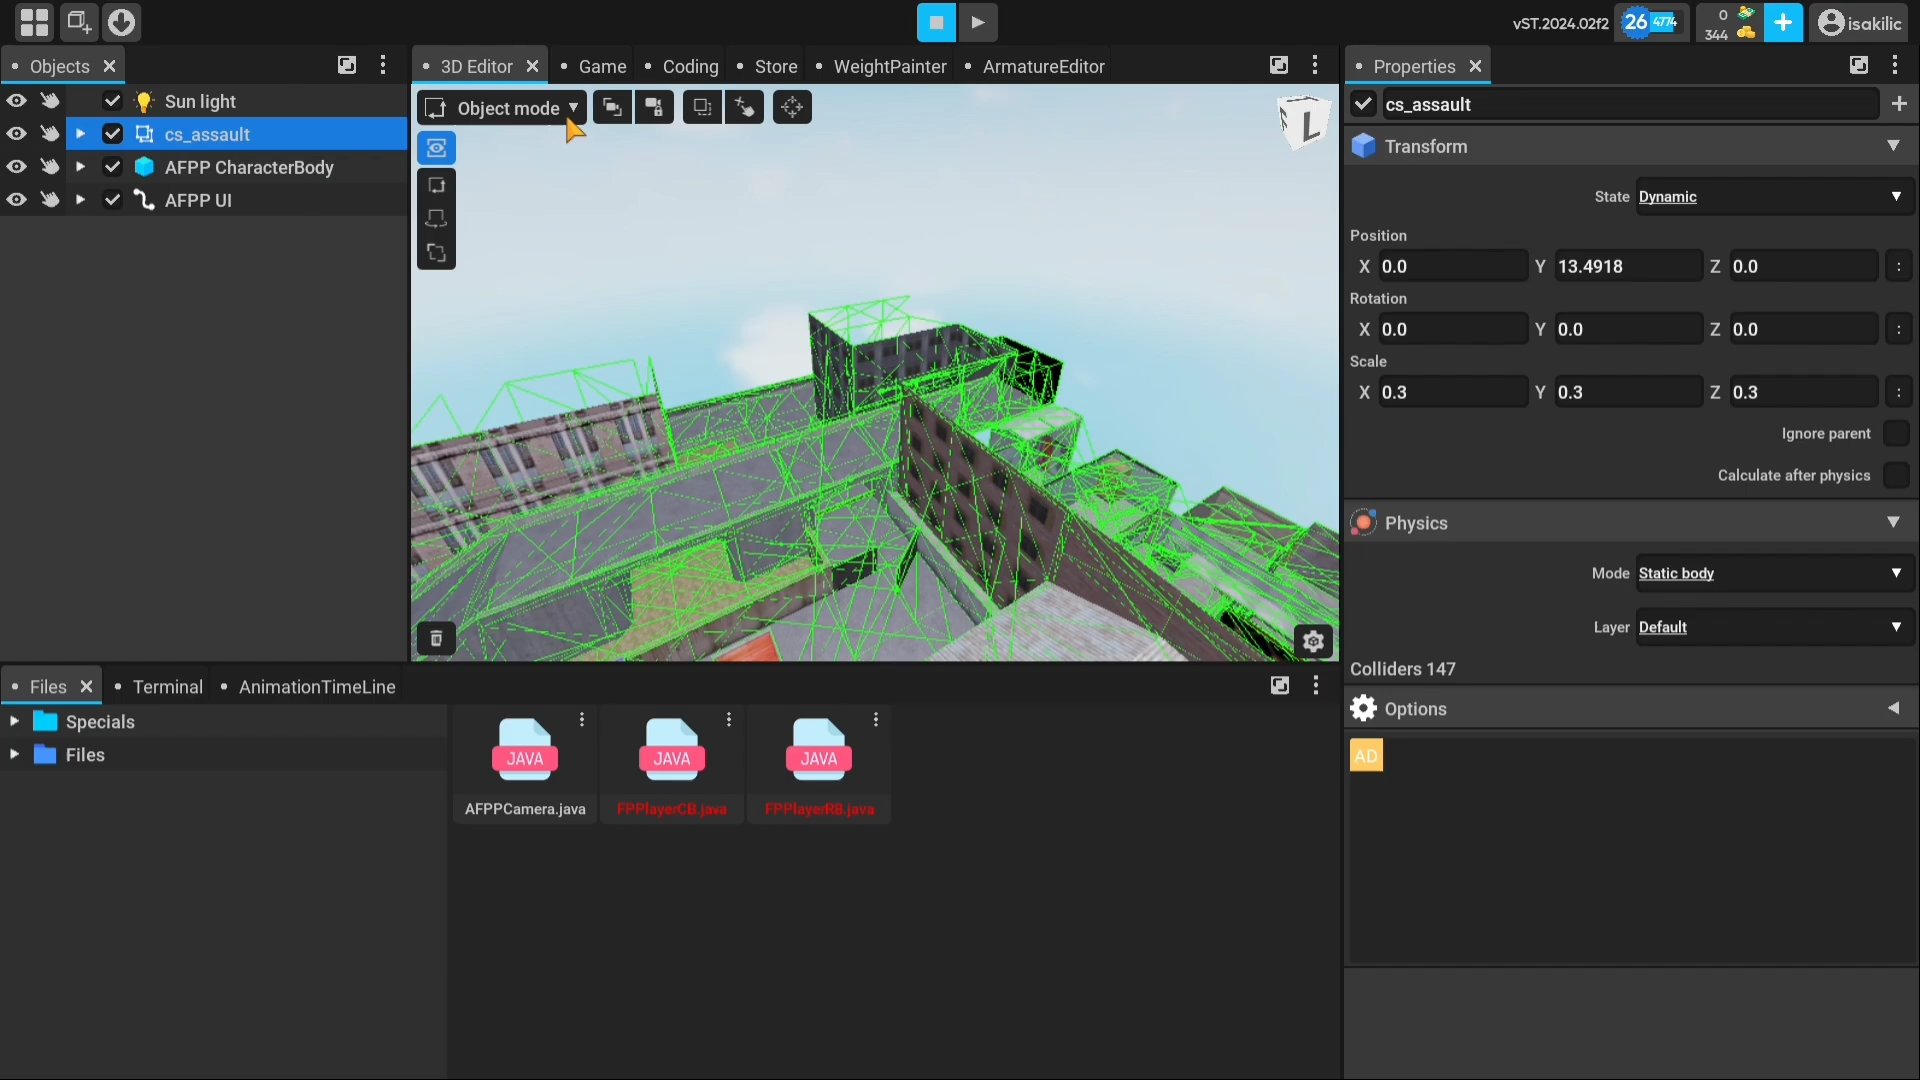 vST.2024.02f2
26
4774
0
344
isakilic
Objects
3D Editor
Game
Coding
Store
WeightPainter
ArmatureEditor
Properties
Sun light
cs_assault
AFPP CharacterBody
AFPP UI
Object mode
L
cs_assault
Transform
State Dynamic
Position
X 0.0 Y 13.4918 Z 0.0 :
Rotation
X 0.0 Y 0.0 Z 0.0 :
Scale
X 0.3 Y 0.3 Z 0.3 :
Ignore parent
Calculate after physics
Physics
Mode Static body
Layer Default
Colliders 147
Options
AD
Files
Terminal
AnimationTimeLine
Specials
Files
JAVA
JAVA
JAVA
AFPPCamera.java
FPPlayerCB.java
FPPlayerRB.java